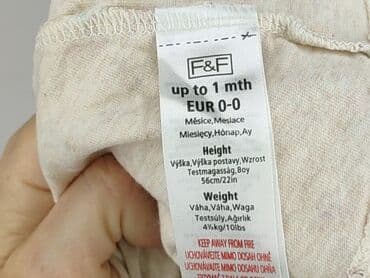 F&F
up to 1 mth
EUR 0-0
Měsíce, Mesiace
Miesięcy, Hónap, Ay
Height
Výška, Výška postavy, Wzrost
Testmagasság, Boy
56cm/22in
Weight
Váha, Váha, Waga
Testsúly, Ağırlık
4½kg/10lbs
KEEP AWAY FROM FIRE
UCHOVÁVEJTE MIMO DOSAH OHNĚ
UCHOVÁVAJTE MIMO DOSAHU OHŇA